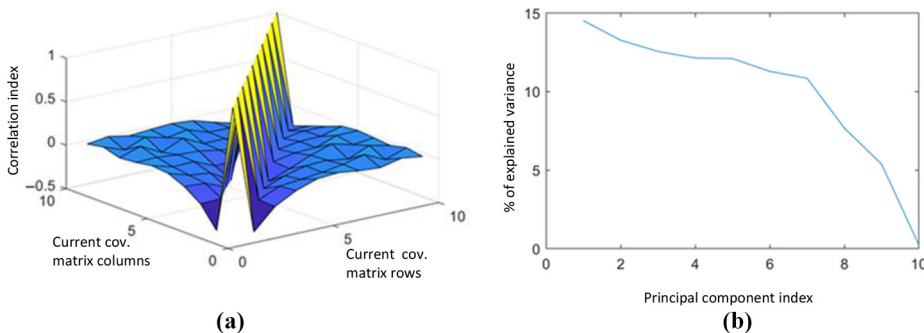 1
0.5
0
−0.5
10
5
0
0
5
10
Correlation index
Current cov.
matrix columns
Current cov.
matrix rows
(a)
15
10
5
0
0
2
4
6
8
10
% of explained variance
Principal component index
(b)